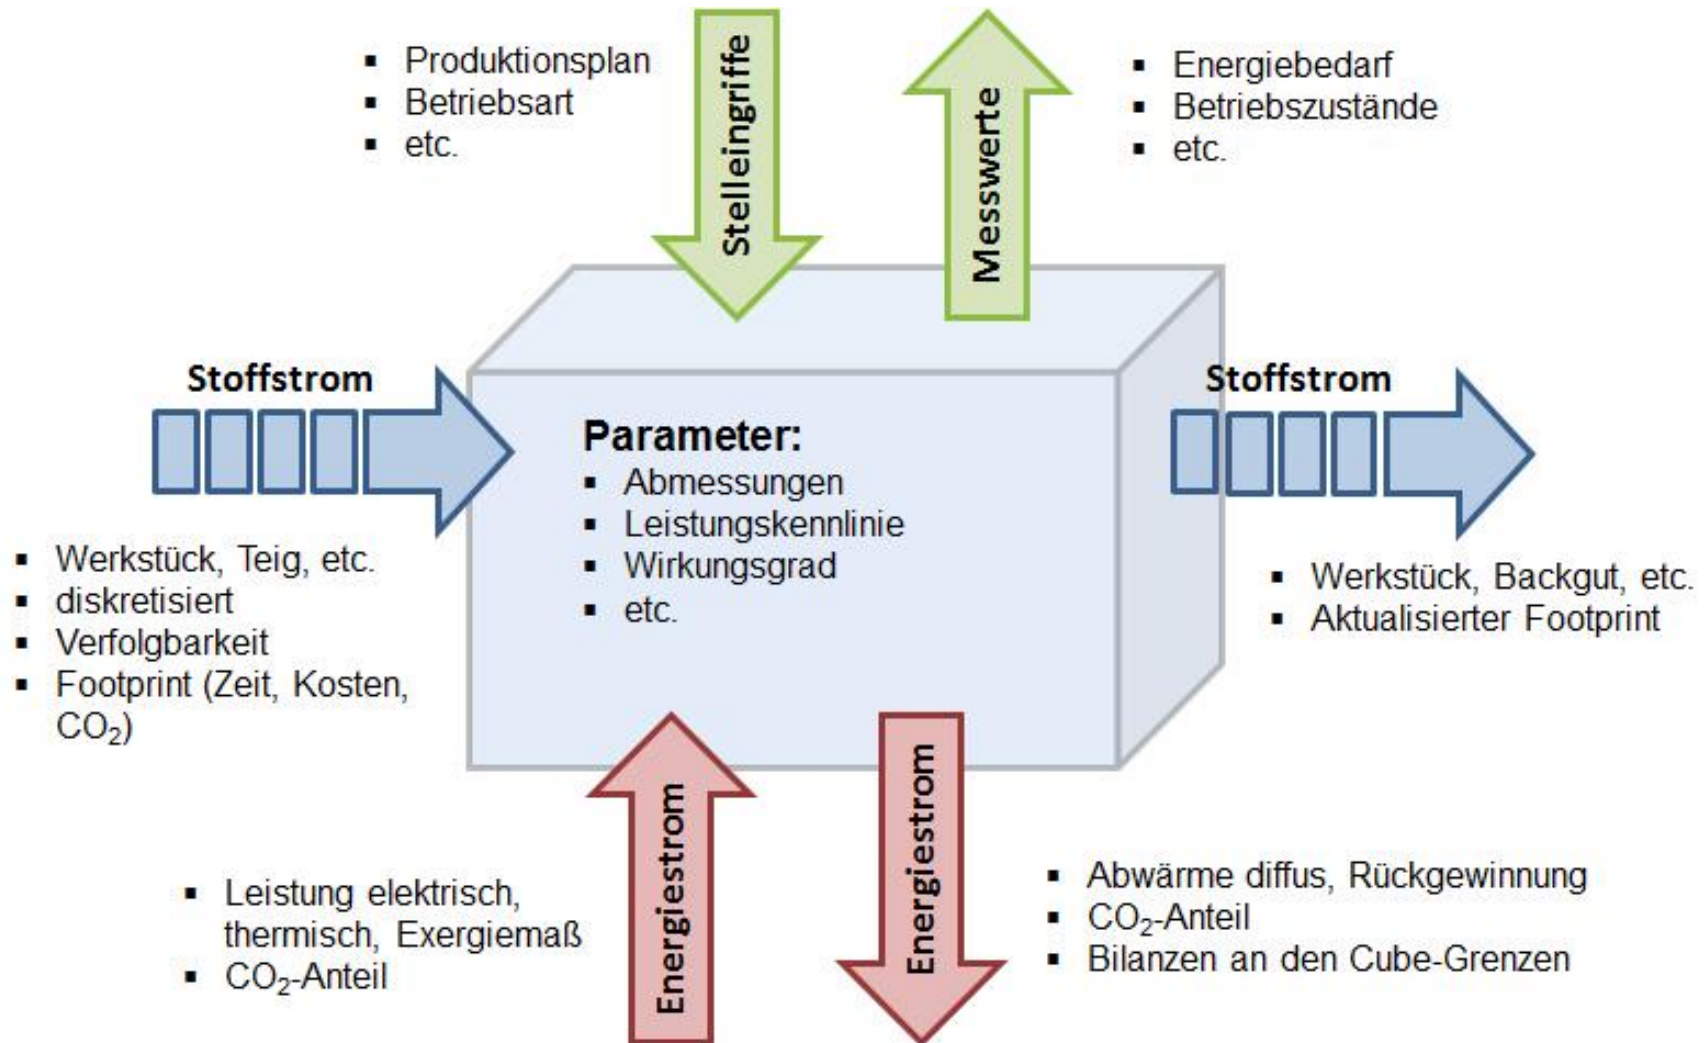 ▪ Produktionsplan
▪ Betriebsart
▪ etc.
Stelleingriffe
Messwerte
▪ Energiebedarf
▪ Betriebszustände
▪ etc.
Stoffstrom
▪ Werkstück, Teig, etc.
▪ diskretisiert
▪ Verfolgbarkeit
▪ Footprint (Zeit, Kosten,
CO₂)
Parameter:
▪ Abmessungen
▪ Leistungskennlinie
▪ Wirkungsgrad
▪ etc.
Stoffstrom
▪ Werkstück, Backgut, etc.
▪ Aktualisierter Footprint
▪ Leistung elektrisch,
thermisch, Exergiemaß
▪ CO₂-Anteil
Energiestrom
Energiestrom
▪ Abwärme diffus, Rückgewinnung
▪ CO₂-Anteil
▪ Bilanzen an den Cube-Grenzen